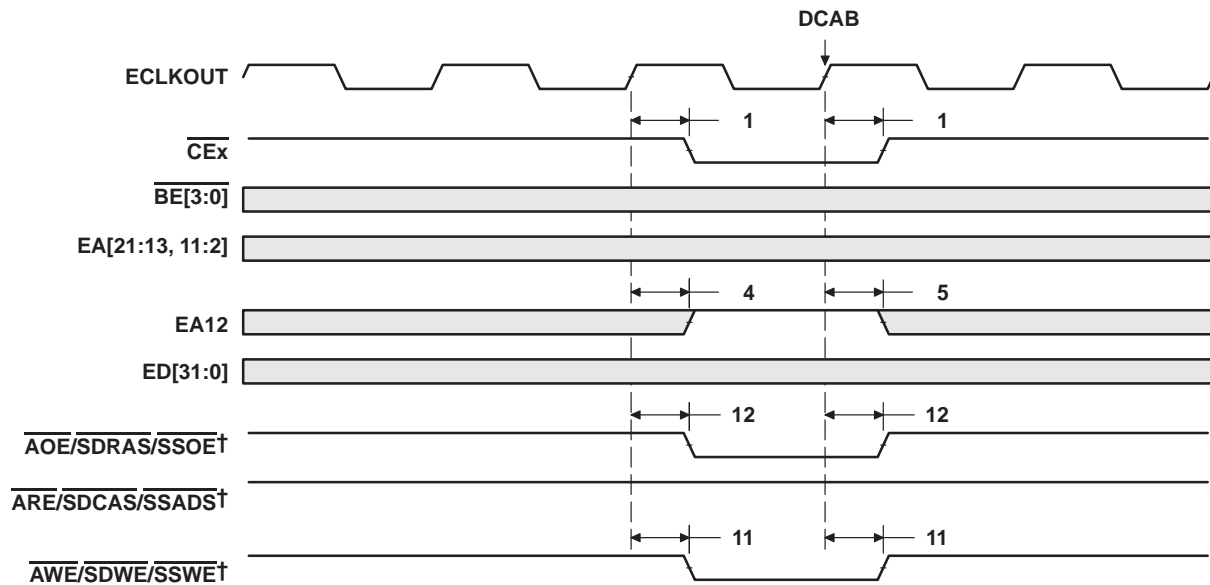 DCAB
ECLKOUT
1 1
CEx
BE[3:0]
EA[21:13, 11:2]
4 5
EA12
ED[31:0]
12 12
AOE/SDRAS/SSOE†
ARE/SDCAS/SSADS†
11 11
AWE/SDWE/SSWE†